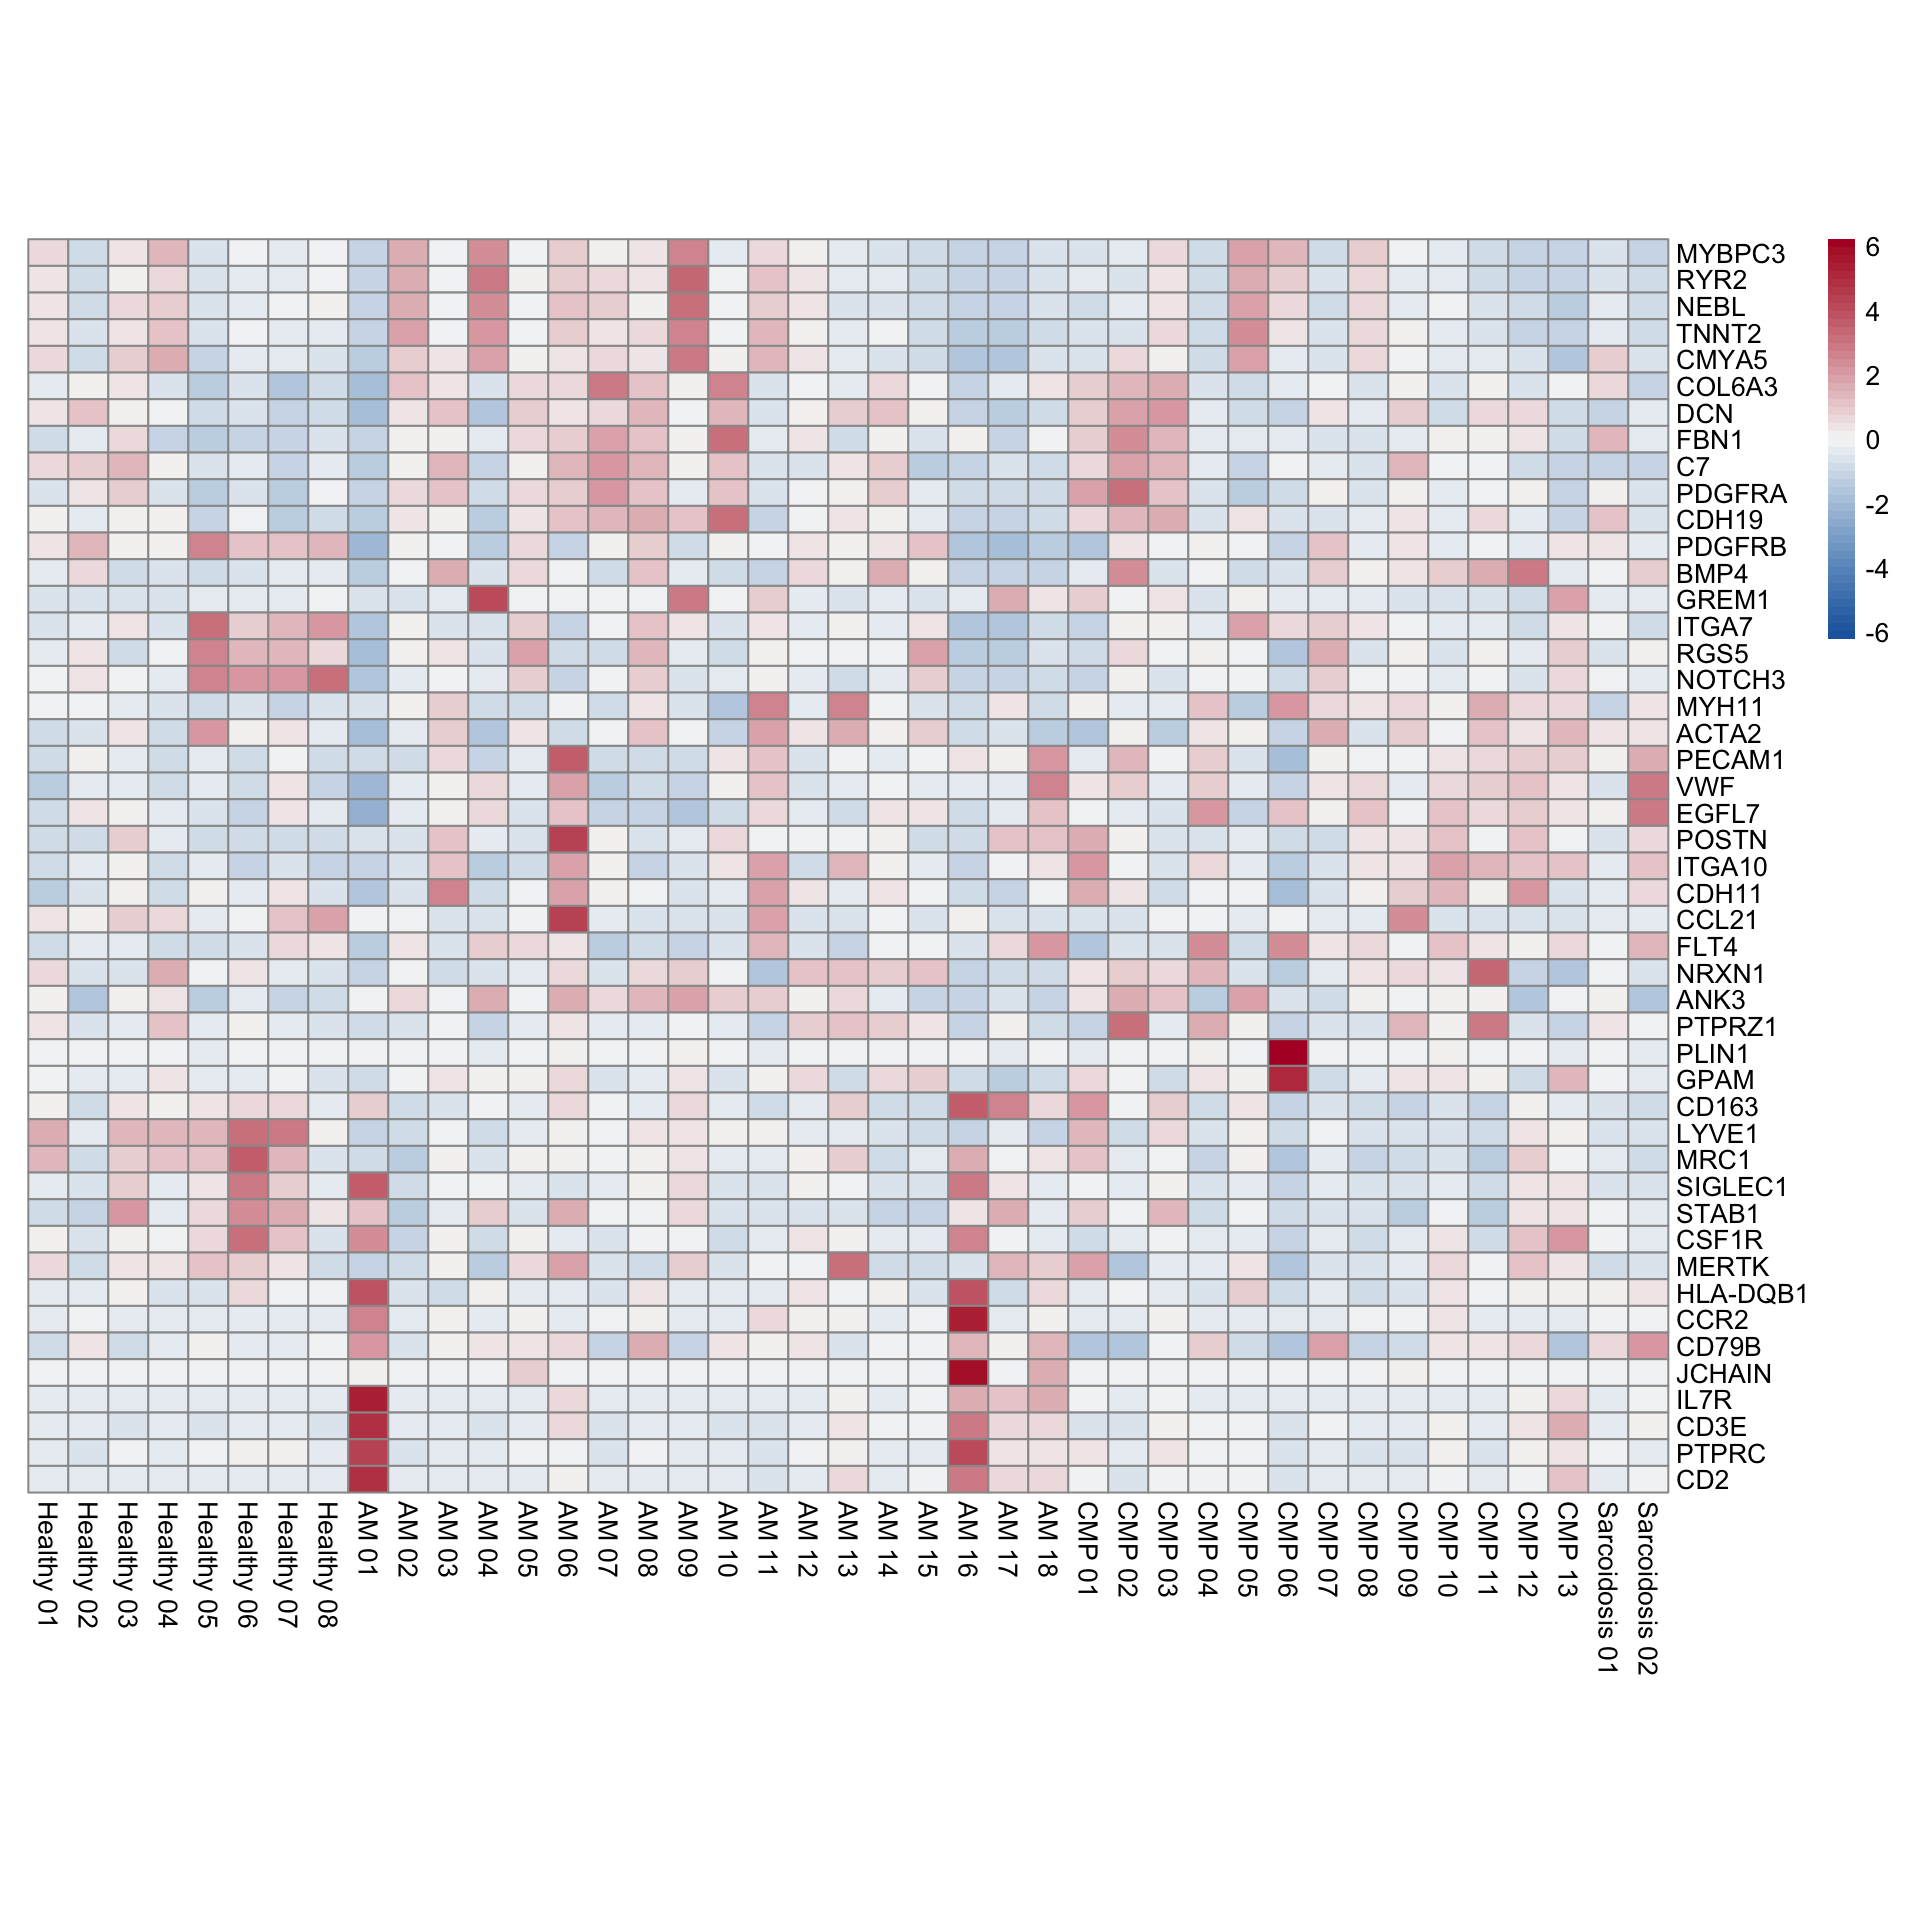 MYBPC3
RYR2
NEBL
TNNT2
CMYA5
COL6A3
DCN
FBN1
C7
PDGFRA
CDH19
PDGFRB
BMP4
GREM1
ITGA7
RGS5
NOTCH3
MYH11
ACTA2
PECAM1
VWF
EGFL7
POSTN
ITGA10
CDH11
CCL21
FLT4
NRXN1
ANK3
PTPRZ1
PLIN1
GPAM
CD163
LYVE1
MRC1
SIGLEC1
STAB1
CSF1R
MERTK
HLA-DQB1
CCR2
CD79B
JCHAIN
IL7R
CD3E
PTPRC
CD2
6
4
2
0
-2
-4
-6
Healthy 01
Healthy 02
Healthy 03
Healthy 04
Healthy 05
Healthy 06
Healthy 07
Healthy 08
AM 01
AM 02
AM 03
AM 04
AM 05
AM 06
AM 07
AM 08
AM 09
AM 10
AM 11
AM 12
AM 13
AM 14
AM 15
AM 16
AM 17
AM 18
CMP 01
CMP 02
CMP 03
CMP 04
CMP 05
CMP 06
CMP 07
CMP 08
CMP 09
CMP 10
CMP 11
CMP 12
CMP 13
Sarcoidosis 01
Sarcoidosis 02